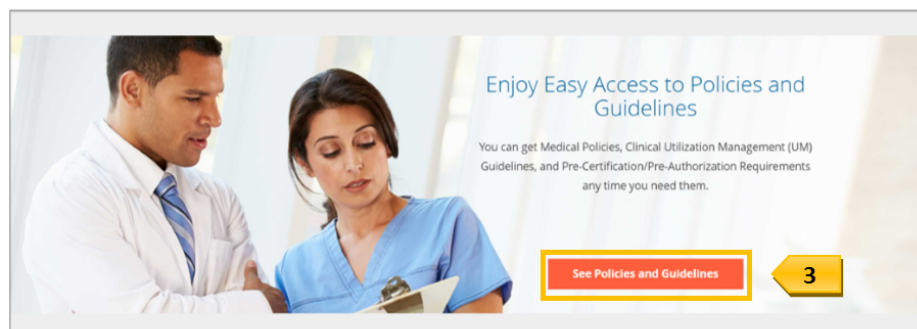 Enjoy Easy Access to Policies and
Guidelines
You can get Medical Policies, Clinical Utilization Management (UM)
Guidelines, and Pre-Certification/Pre-Authorization Requirements
any time you need them.
See Policies and Guidelines
3